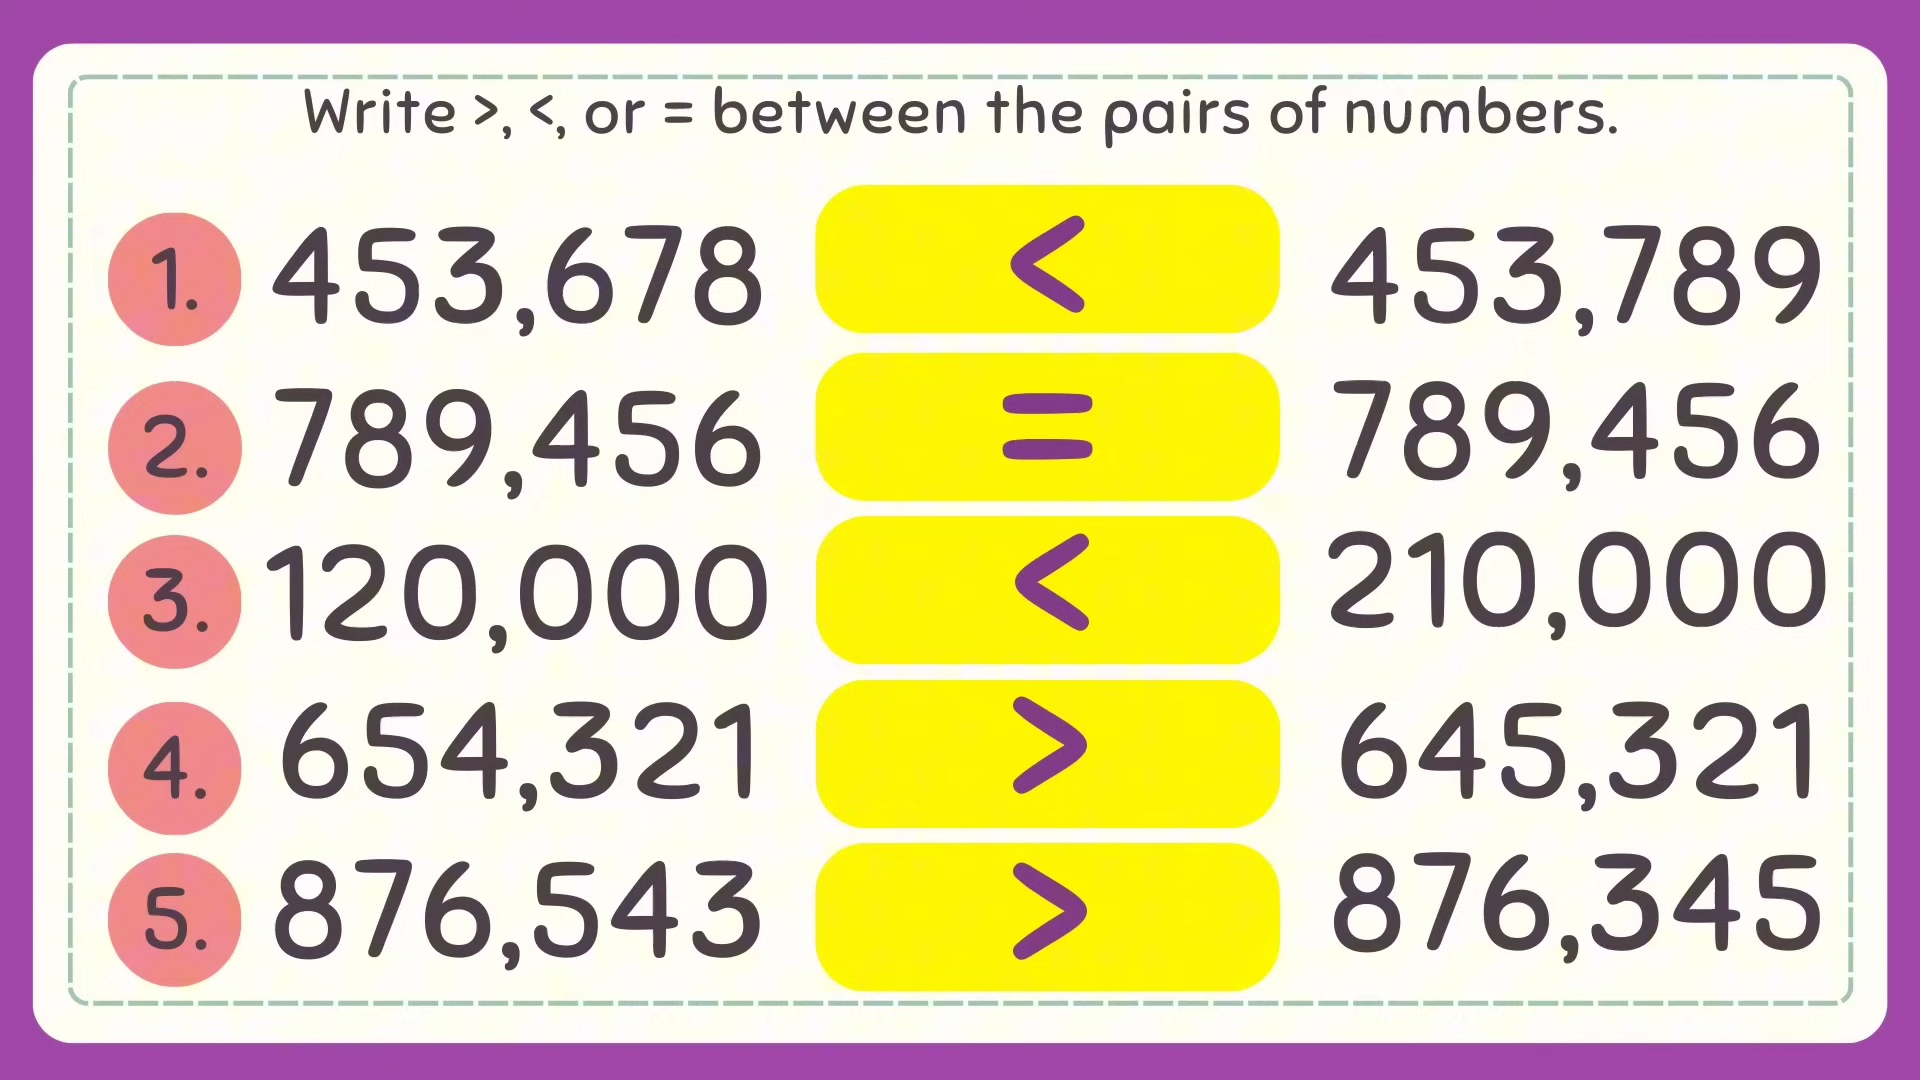 Write >, <, or = between the pairs of numbers.
1. 453,678 < 453,789
2. 789,456 = 789,456
3. 120,000 < 210,000
4. 654,321 > 645,321
5. 876,543 > 876,345